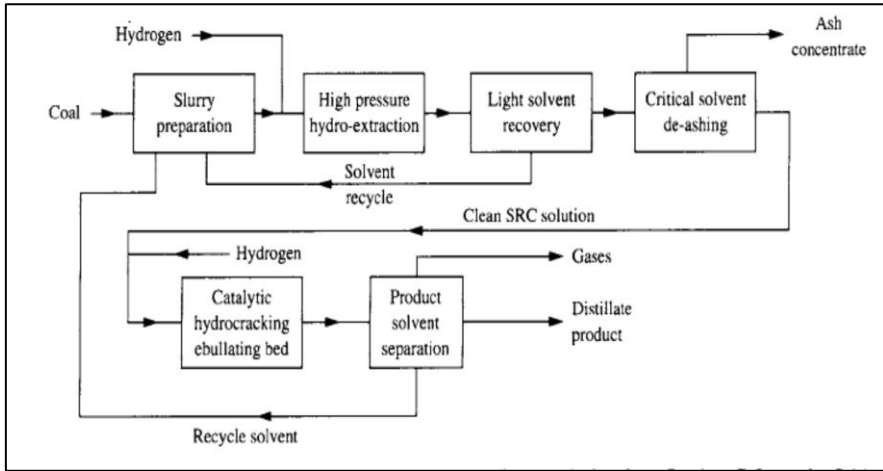 Hydrogen
Ash
concentrate
Coal
Slurry
preparation
High pressure
hydro-extraction
Light solvent
recovery
Critical solvent
de-ashing
Solvent
recycle
Clean SRC solution
Hydrogen
Gases
Catalytic
hydrocracking
ebullating bed
Product
solvent
separation
Distillate
product
Recycle solvent